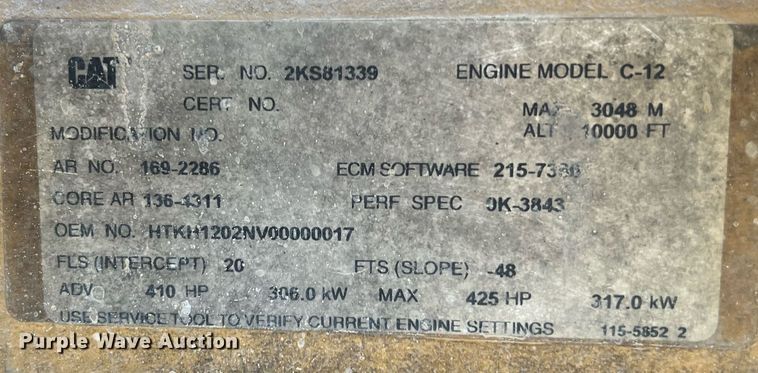 CAT SER. NO. 2KS81339 ENGINE MODEL C-12
CERT NO. MAX 3048 M
MODIFICATION NO. ALT 10000 FT
AR NO. 169-2286 ECM SOFTWARE
CORE AR 136-4311 PERF SPEC 0K-3843
OEM NO. HTKH1202NV00000017
FLS (INTERCEPT) 20 FTS (SLOPE) -48
ADV 410 HP 306.0 kW MAX 425 HP 317.0 kW
USE SERVICE TOOL TO VERIFY CURRENT ENGINE SETTINGS 115-5852 2
Purple Wave Auction